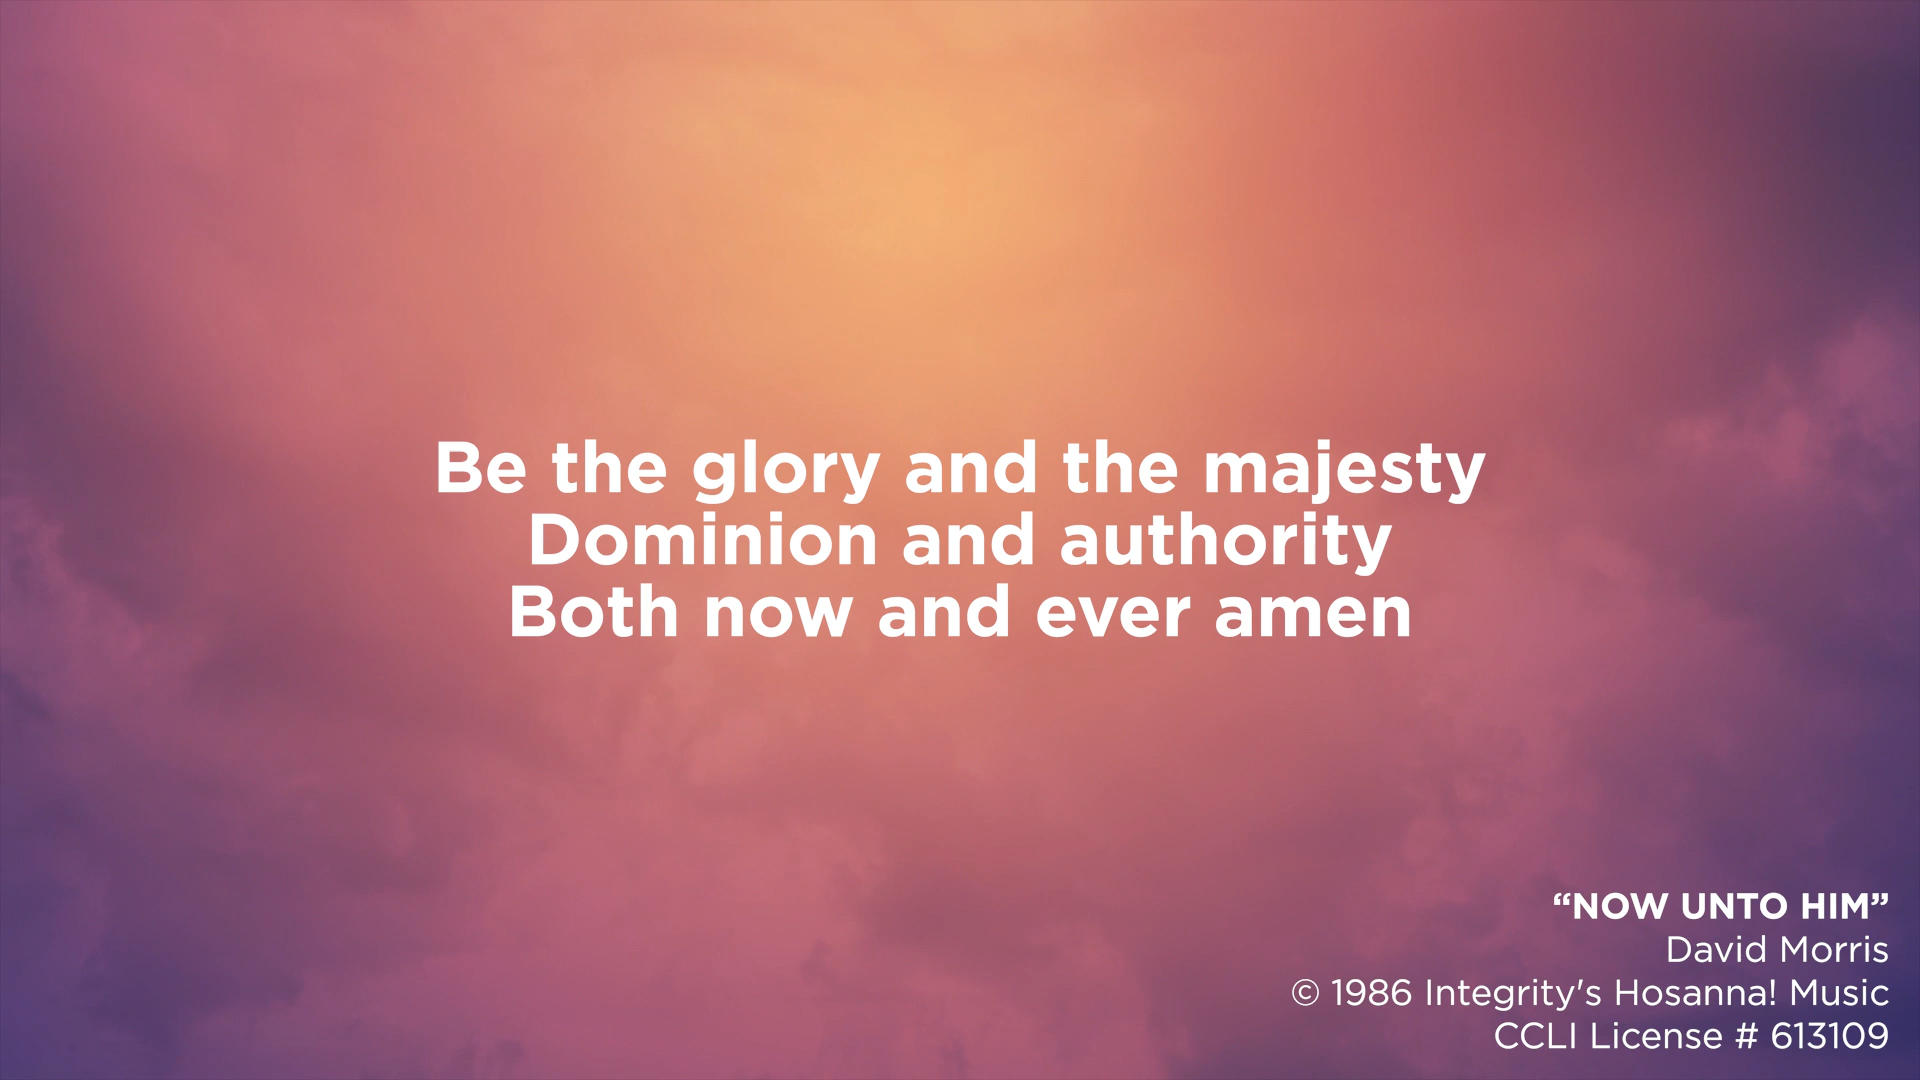 Be the glory and the majesty
Dominion and authority
Both now and ever amen
“NOW UNTO HIM”
David Morris
© 1986 Integrity's Hosanna! Music
CCLI License # 613109